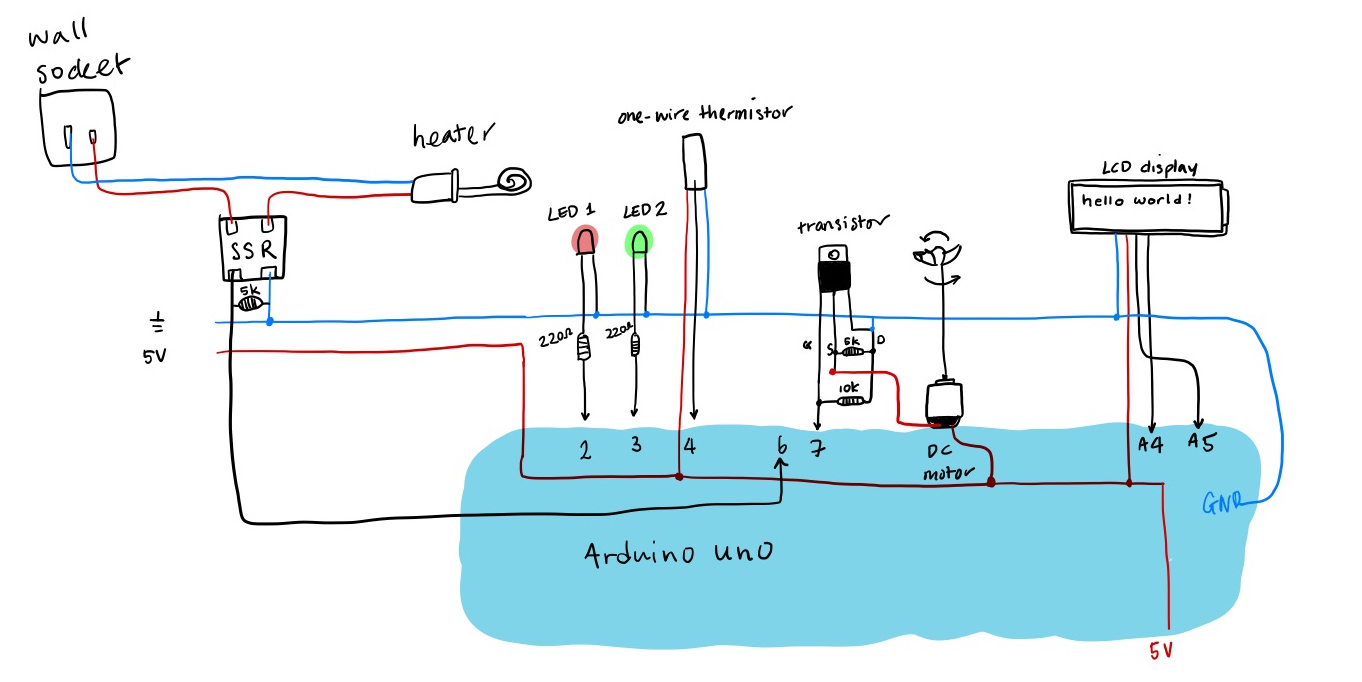 wall
socket
heater
one-wire thermistor
LCD display
hello world!
LED 1
LED 2
transistor
SSR
5k
5V
220Ω
220Ω
S
5k
D
10k
2
3
4
6
7
DC
motor
A4
A5
GND
Arduino uno
5V